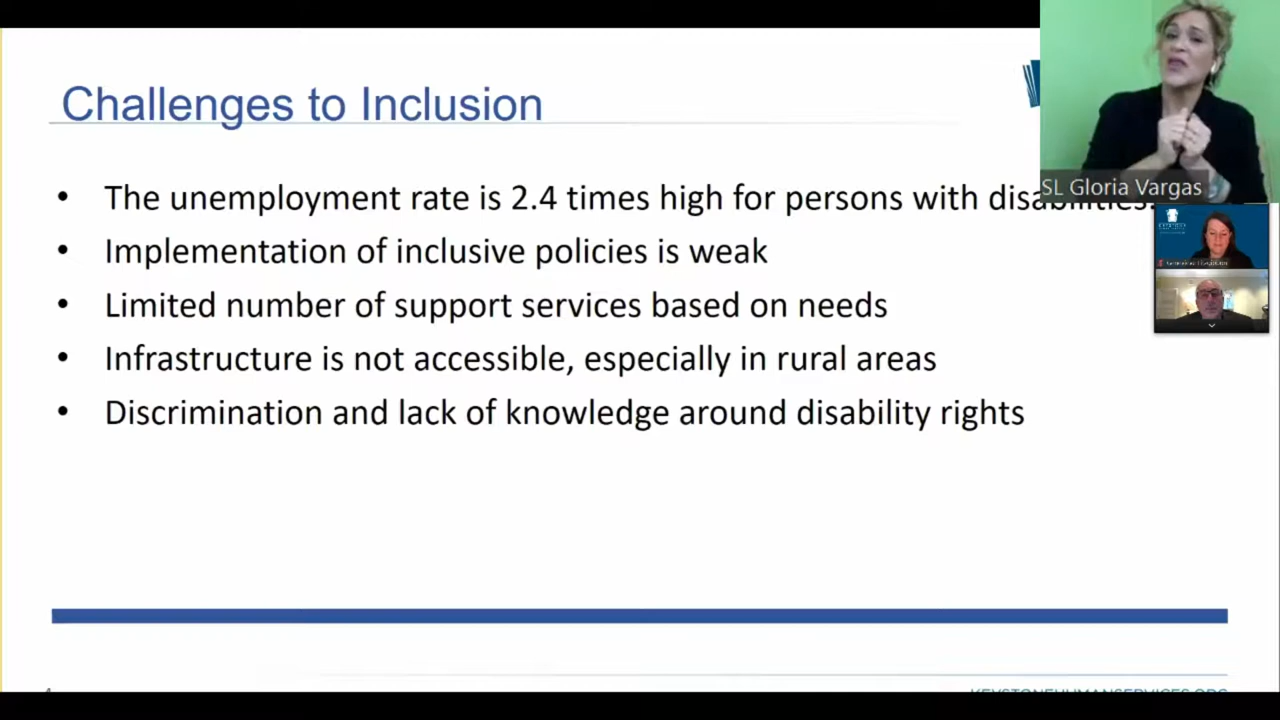 Challenges to Inclusion
SL Gloria Vargas
• The unemployment rate is 2.4 times high for persons with disabilities.
• Implementation of inclusive policies is weak
• Limited number of support services based on needs
• Infrastructure is not accessible, especially in rural areas
• Discrimination and lack of knowledge around disability rights
KEYSTONEHUMANSERVICES.ORG